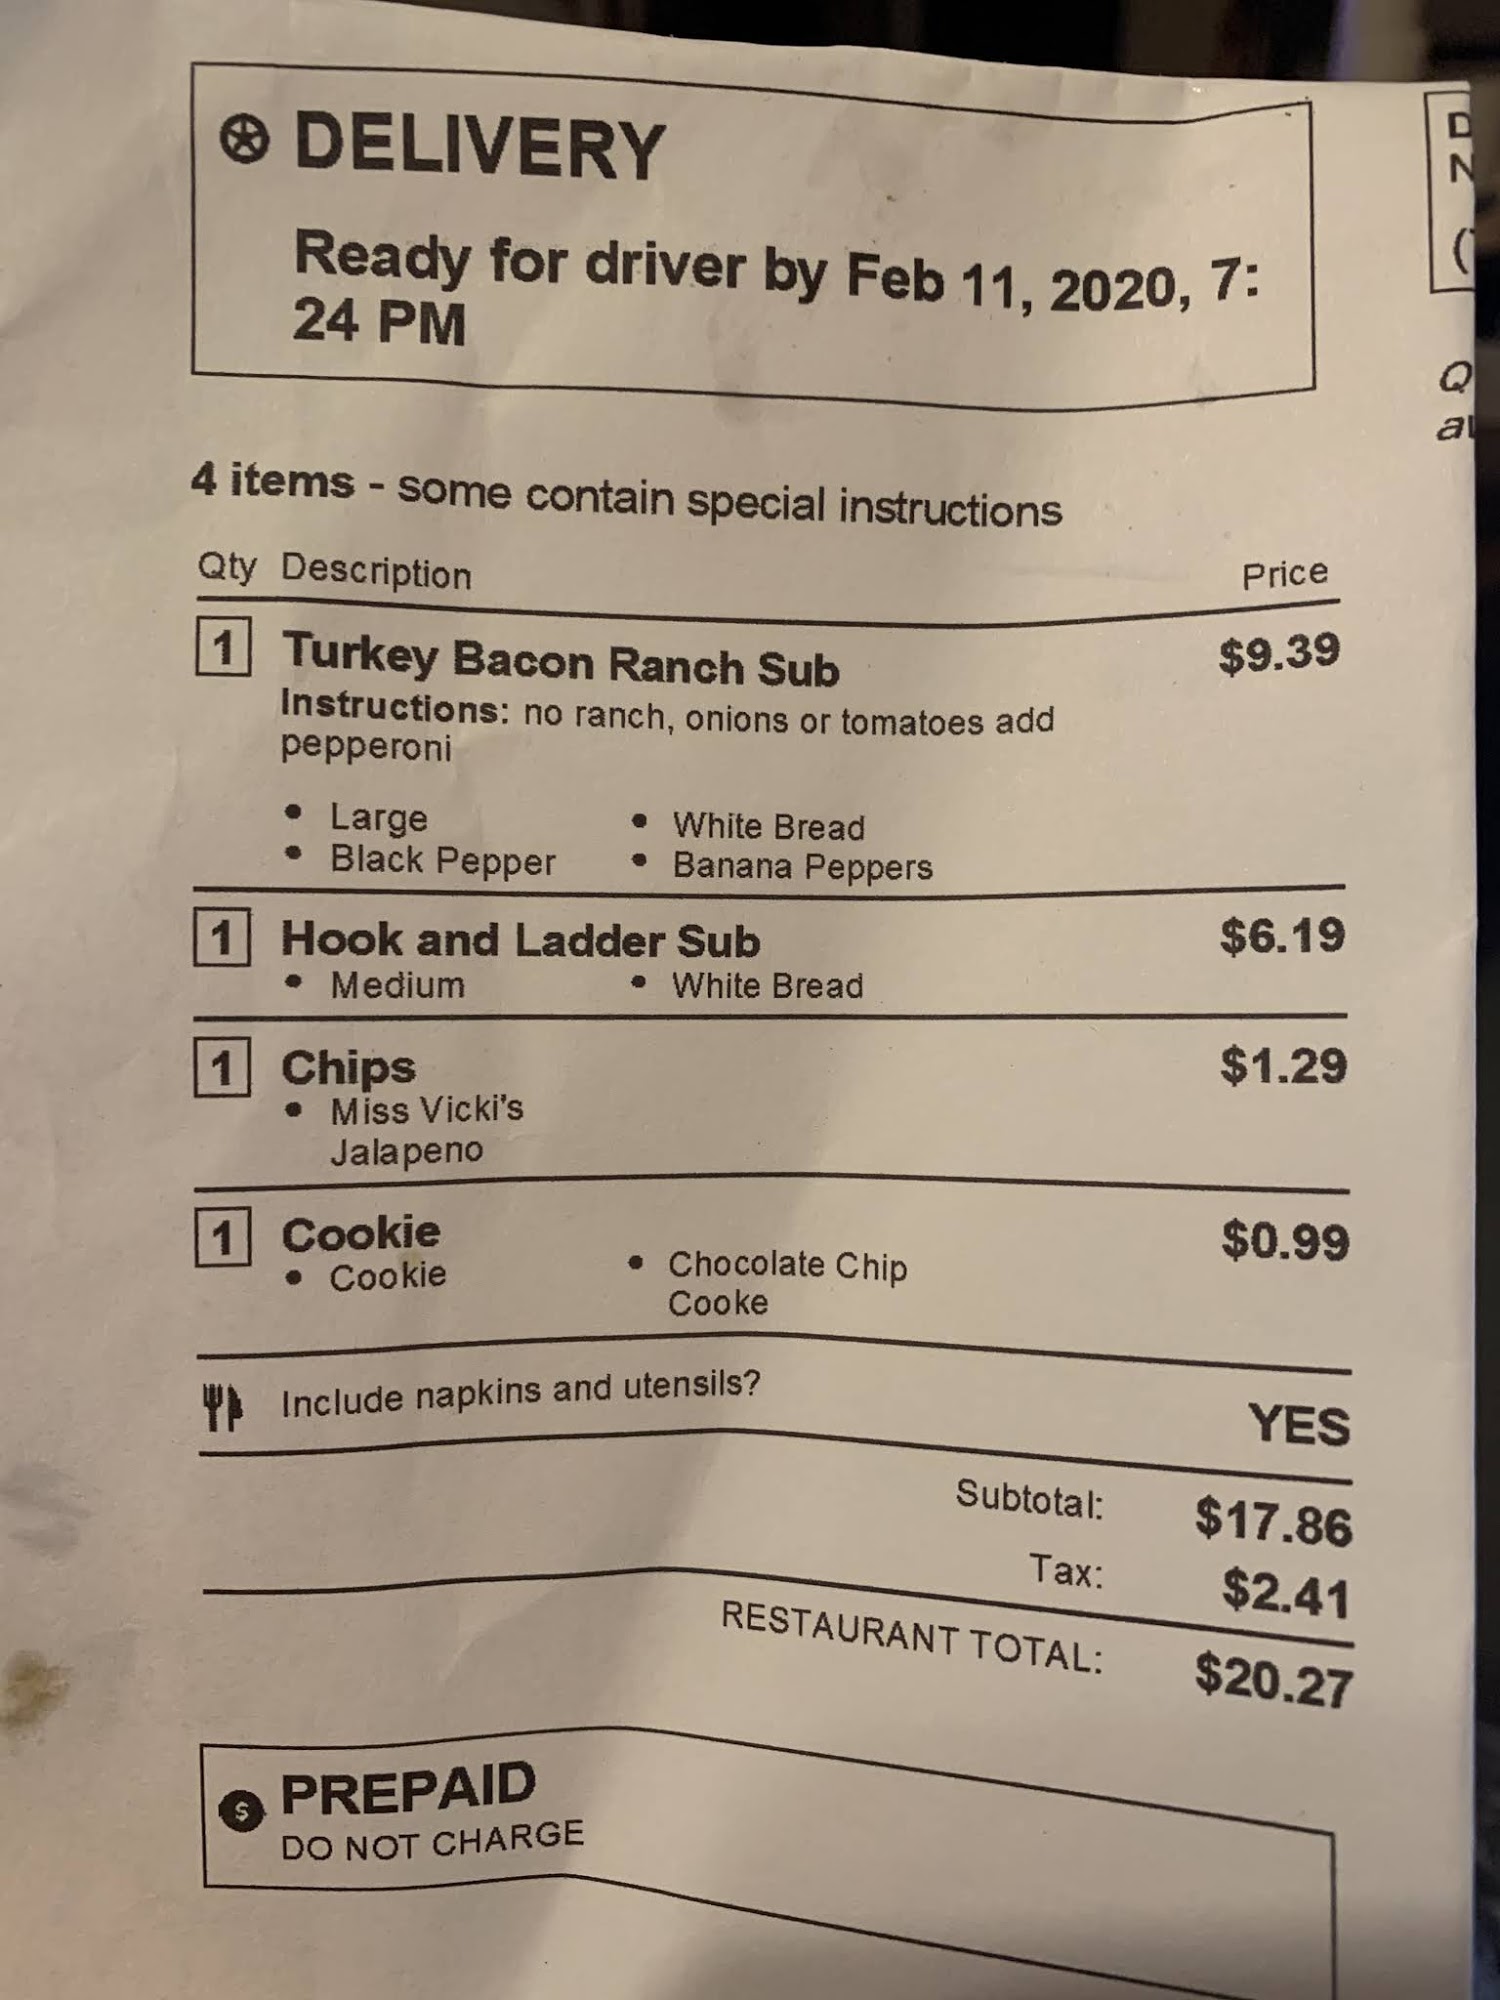 DELIVERY
Ready for driver by Feb 11, 2020, 7:
24 PM
4 items - some contain special instructions
Qty Description Price
1 Turkey Bacon Ranch Sub $9.39
Instructions: no ranch, onions or tomatoes add
pepperoni
• Large • White Bread
• Black Pepper • Banana Peppers
1 Hook and Ladder Sub $6.19
• Medium • White Bread
1 Chips $1.29
• Miss Vicki's
Jalapeno
1 Cookie $0.99
• Cookie • Chocolate Chip
Cooke
Include napkins and utensils? YES
Subtotal: $17.86
Tax: $2.41
RESTAURANT TOTAL: $20.27
$ PREPAID
DO NOT CHARGE